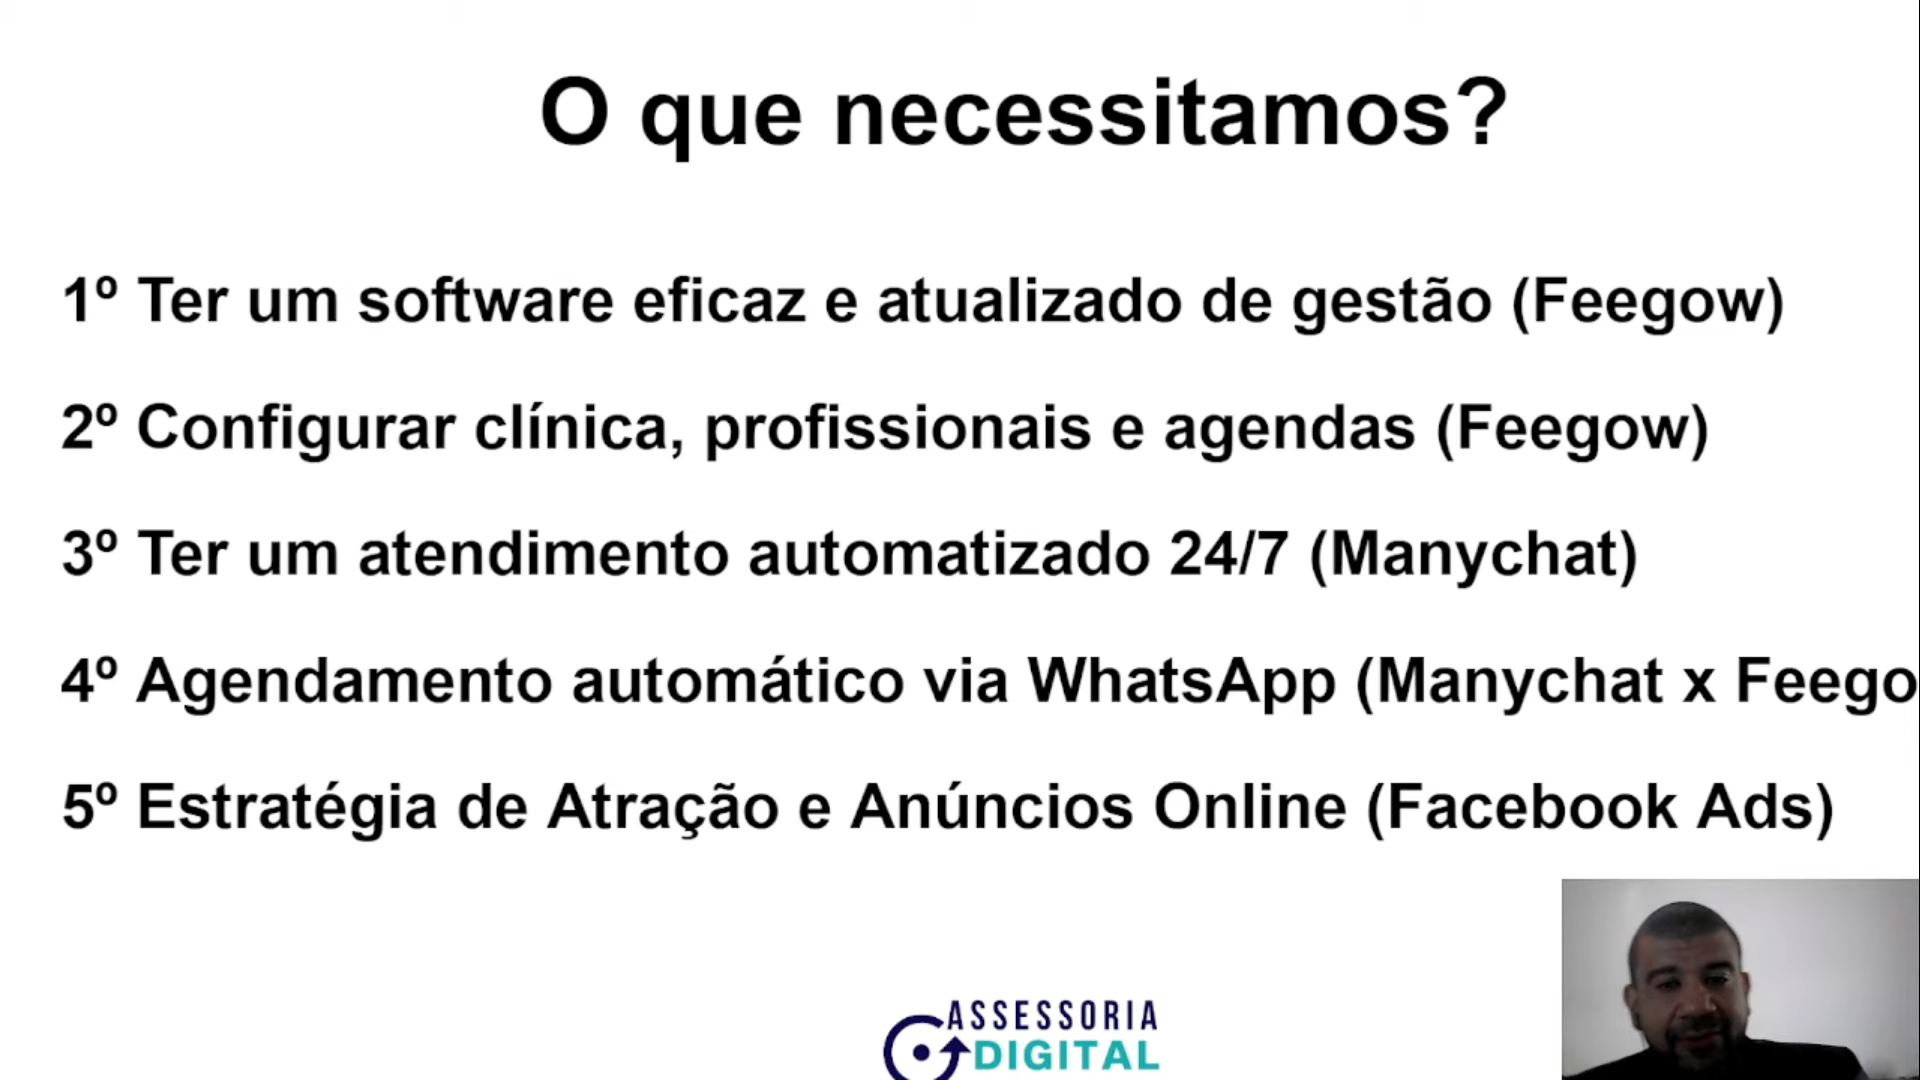 O que necessitamos?
1º Ter um software eficaz e atualizado de gestão (Feegow)
2º Configurar clínica, profissionais e agendas (Feegow)
3º Ter um atendimento automatizado 24/7 (Manychat)
4º Agendamento automático via WhatsApp (Manychat x Feego
5º Estratégia de Atração e Anúncios Online (Facebook Ads)
ASSESSORIA
DIGITAL